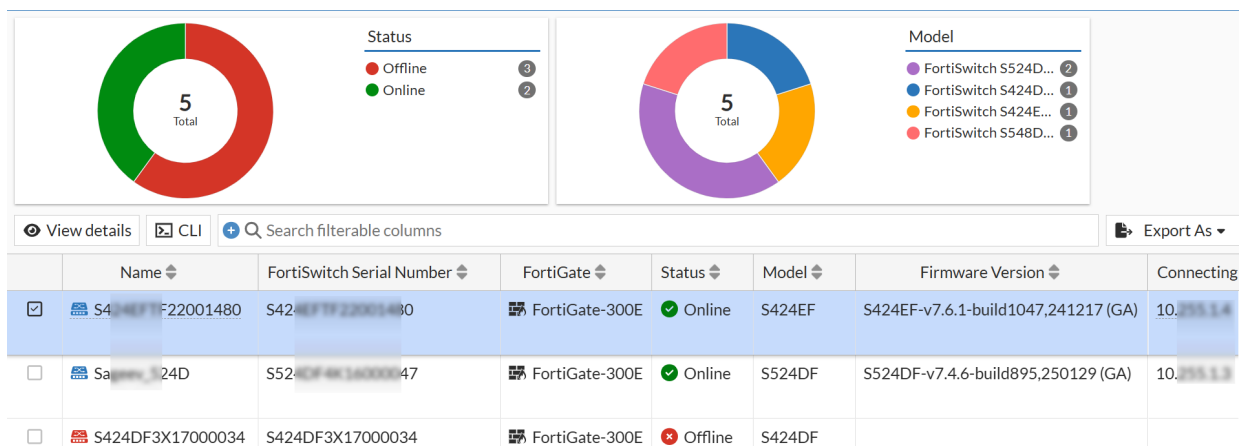 Status
Offline 3
Online 2
5
Total
Model
FortiSwitch S524D... 2
FortiSwitch S424D... 1
FortiSwitch S424E... 1
FortiSwitch S548D... 1
5
Total
View details CLI Search filterable columns Export As
Name FortiSwitch Serial Number FortiGate Status Model Firmware Version Connecting
FortiGate-300E Online S424EF S424EF-v7.6.1-build1047,241217 (GA)
FortiGate-300E Online S524DF S524DF-v7.4.6-build895,250129 (GA)
S424DF3X17000034 S424DF3X17000034 FortiGate-300E Offline S424DF